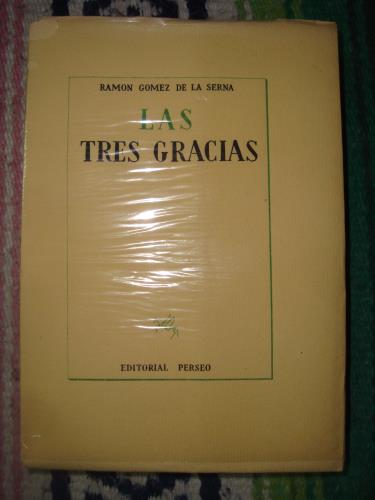 RAMON GOMEZ DE LA SERNA
LAS
TRES GRACIAS
EDITORIAL PERSEO